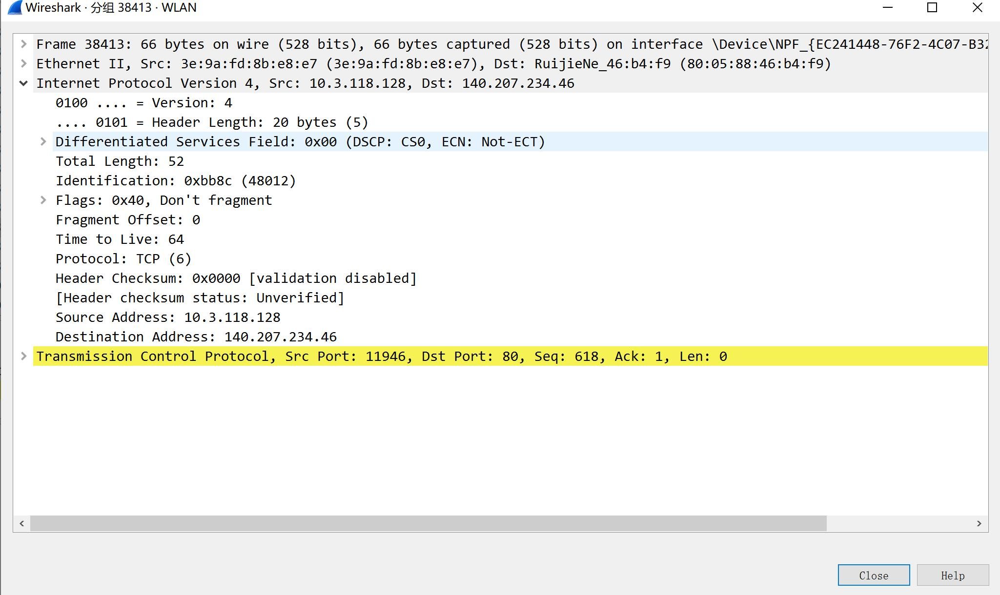 Wireshark · 分组 38413 · WLAN
Frame 38413: 66 bytes on wire (528 bits), 66 bytes captured (528 bits) on interface \Device\NPF_{EC241448-76F2-4C07-B32
Ethernet II, Src: 3e:9a:fd:8b:e8:e7 (3e:9a:fd:8b:e8:e7), Dst: RuijieNe_46:b4:f9 (80:05:88:46:b4:f9)
Internet Protocol Version 4, Src: 10.3.118.128, Dst: 140.207.234.46
0100 .... = Version: 4
.... 0101 = Header Length: 20 bytes (5)
Differentiated Services Field: 0x00 (DSCP: CS0, ECN: Not-ECT)
Total Length: 52
Identification: 0xbb8c (48012)
Flags: 0x40, Don't fragment
Fragment Offset: 0
Time to Live: 64
Protocol: TCP (6)
Header Checksum: 0x0000 [validation disabled]
[Header checksum status: Unverified]
Source Address: 10.3.118.128
Destination Address: 140.207.234.46
Transmission Control Protocol, Src Port: 11946, Dst Port: 80, Seq: 618, Ack: 1, Len: 0
Close
Help